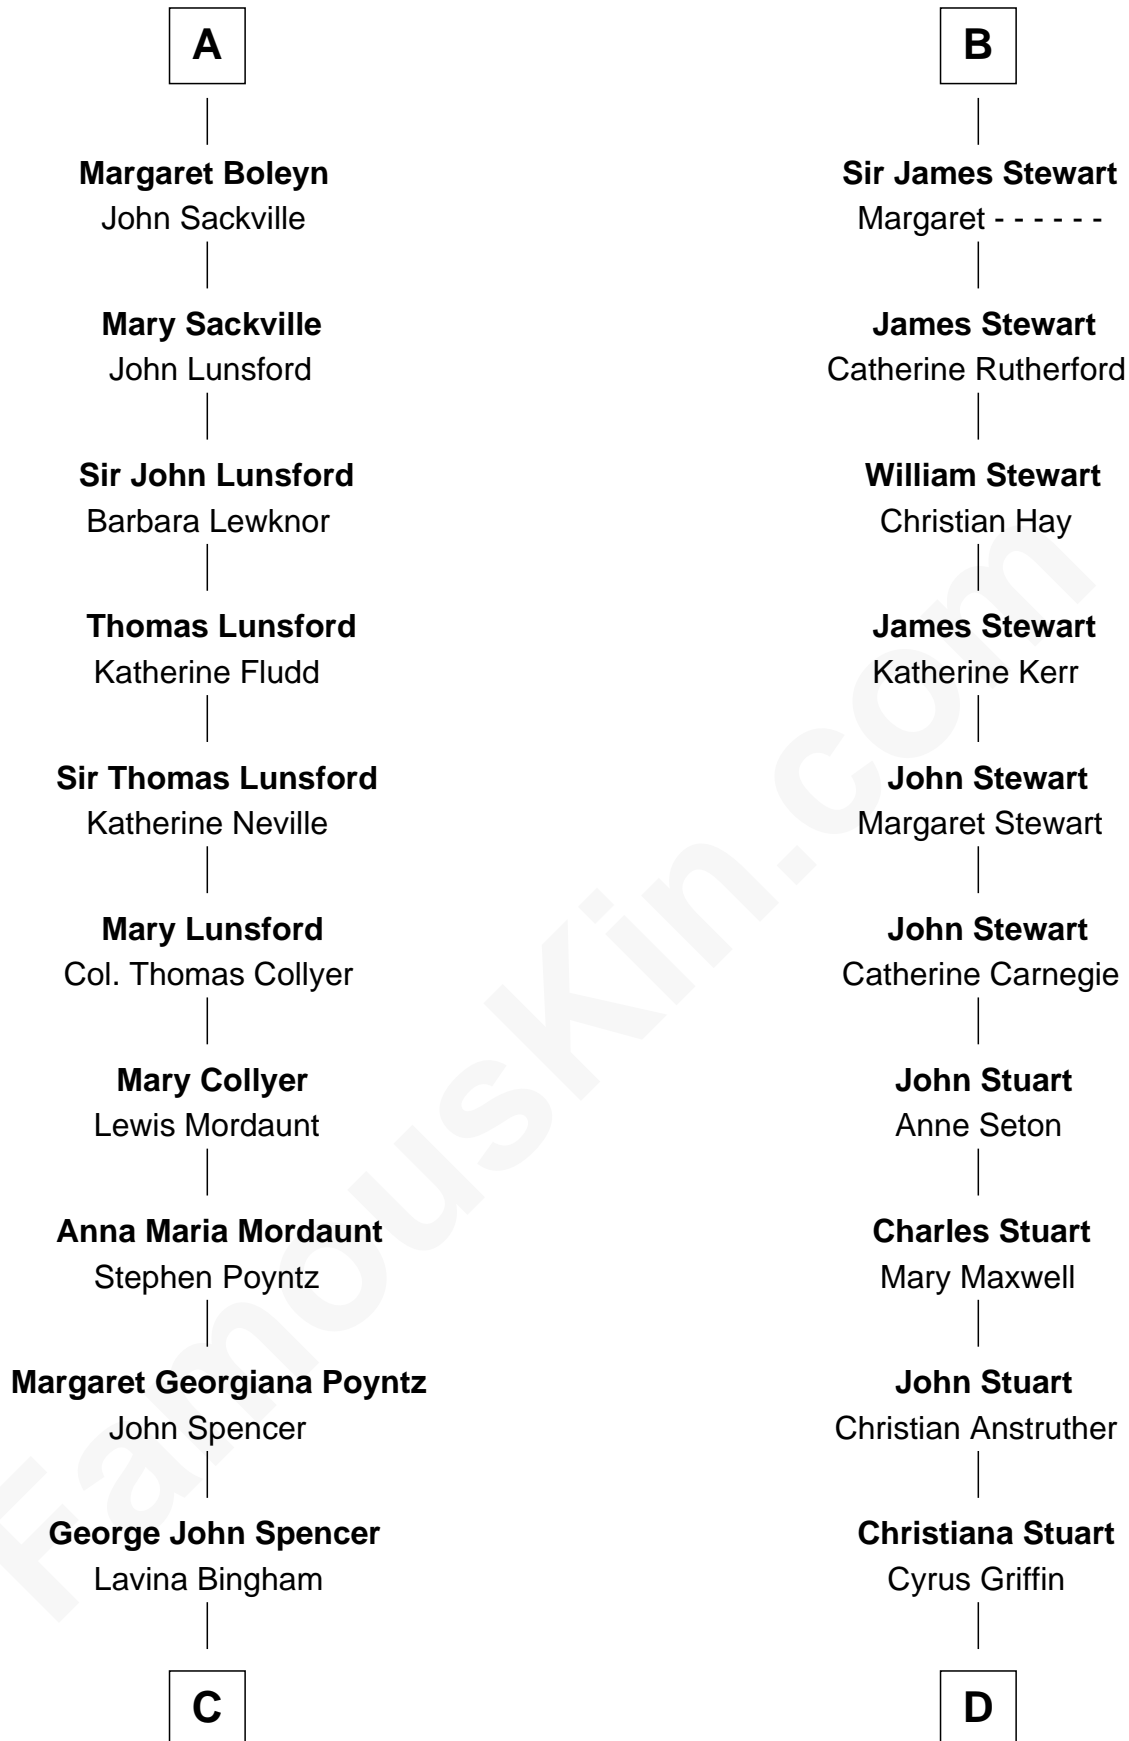 A
Margaret Boleyn
John Sackville
Mary Sackville
John Lunsford
Sir John Lunsford
Barbara Lewknor
Thomas Lunsford
Katherine Fludd
Sir Thomas Lunsford
Katherine Neville
Mary Lunsford
Col. Thomas Collyer
Mary Collyer
Lewis Mordaunt
Anna Maria Mordaunt
Stephen Poyntz
Margaret Georgiana Poyntz
John Spencer
George John Spencer
Lavina Bingham
C
B
Sir James Stewart
Margaret - - - - - -
James Stewart
Catherine Rutherford
William Stewart
Christian Hay
James Stewart
Katherine Kerr
John Stewart
Margaret Stewart
John Stewart
Catherine Carnegie
John Stuart
Anne Seton
Charles Stuart
Mary Maxwell
John Stuart
Christian Anstruther
Christiana Stuart
Cyrus Griffin
D
FamousKin.com